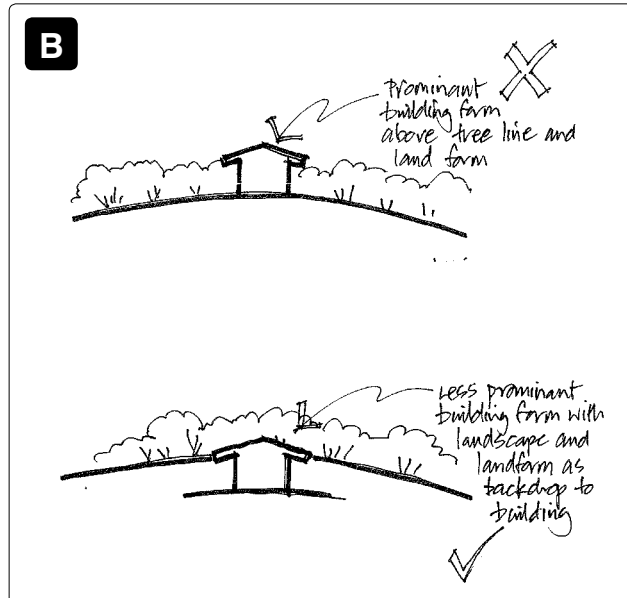 B
Prominant
building form
above tree line and
land form
Less prominant
building form with
landscape and
landform as
backdrop to
building